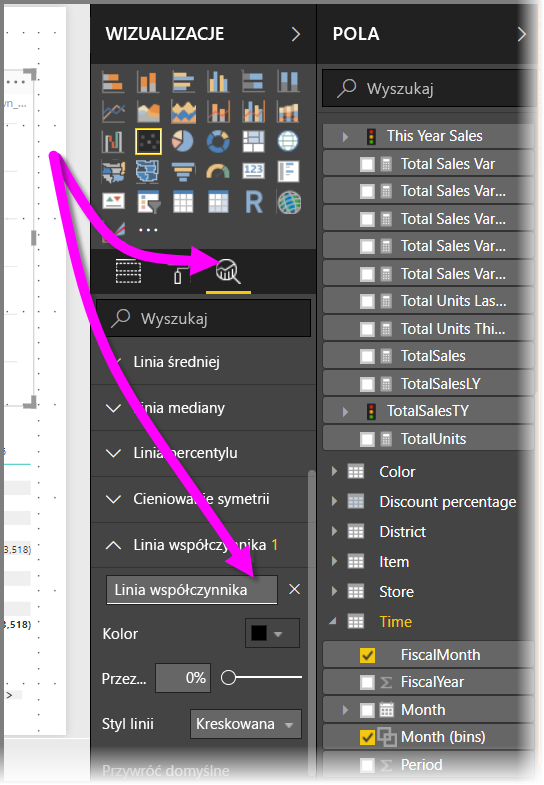 WIZUALIZACJE
123
R
Wyszukaj
Linia średniej
Linia mediany
Linia percentylu
Cieniowanie symetrii
Linia współczynnika 1
Linia współczynnika
Kolor
Przez... 0%
Styl linii Kreskowana
Przywróć domyślne
POLA
Wyszukaj
This Year Sales
Total Sales Var
Total Sales Var...
Total Sales Var...
Total Sales Var...
Total Sales Var...
Total Units Las...
Total Units Thi...
TotalSales
TotalSalesLY
TotalSalesTY
TotalUnits
Color
Discount percentage
District
Item
Store
Time
FiscalMonth
FiscalYear
Month
Month (bins)
Period